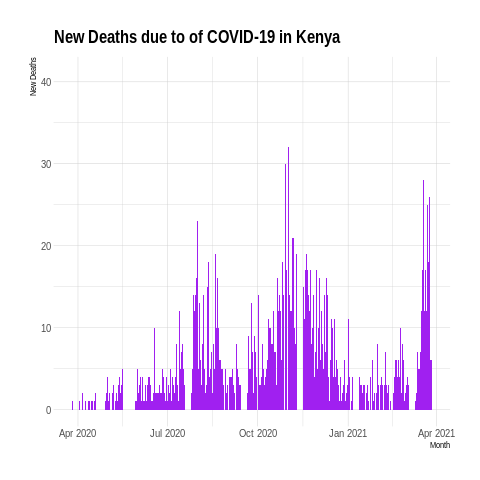 New Deaths due to of COVID-19 in Kenya
New Deaths
40
30
20
10
0
Apr 2020
Jul 2020
Oct 2020
Jan 2021
Apr 2021
Month